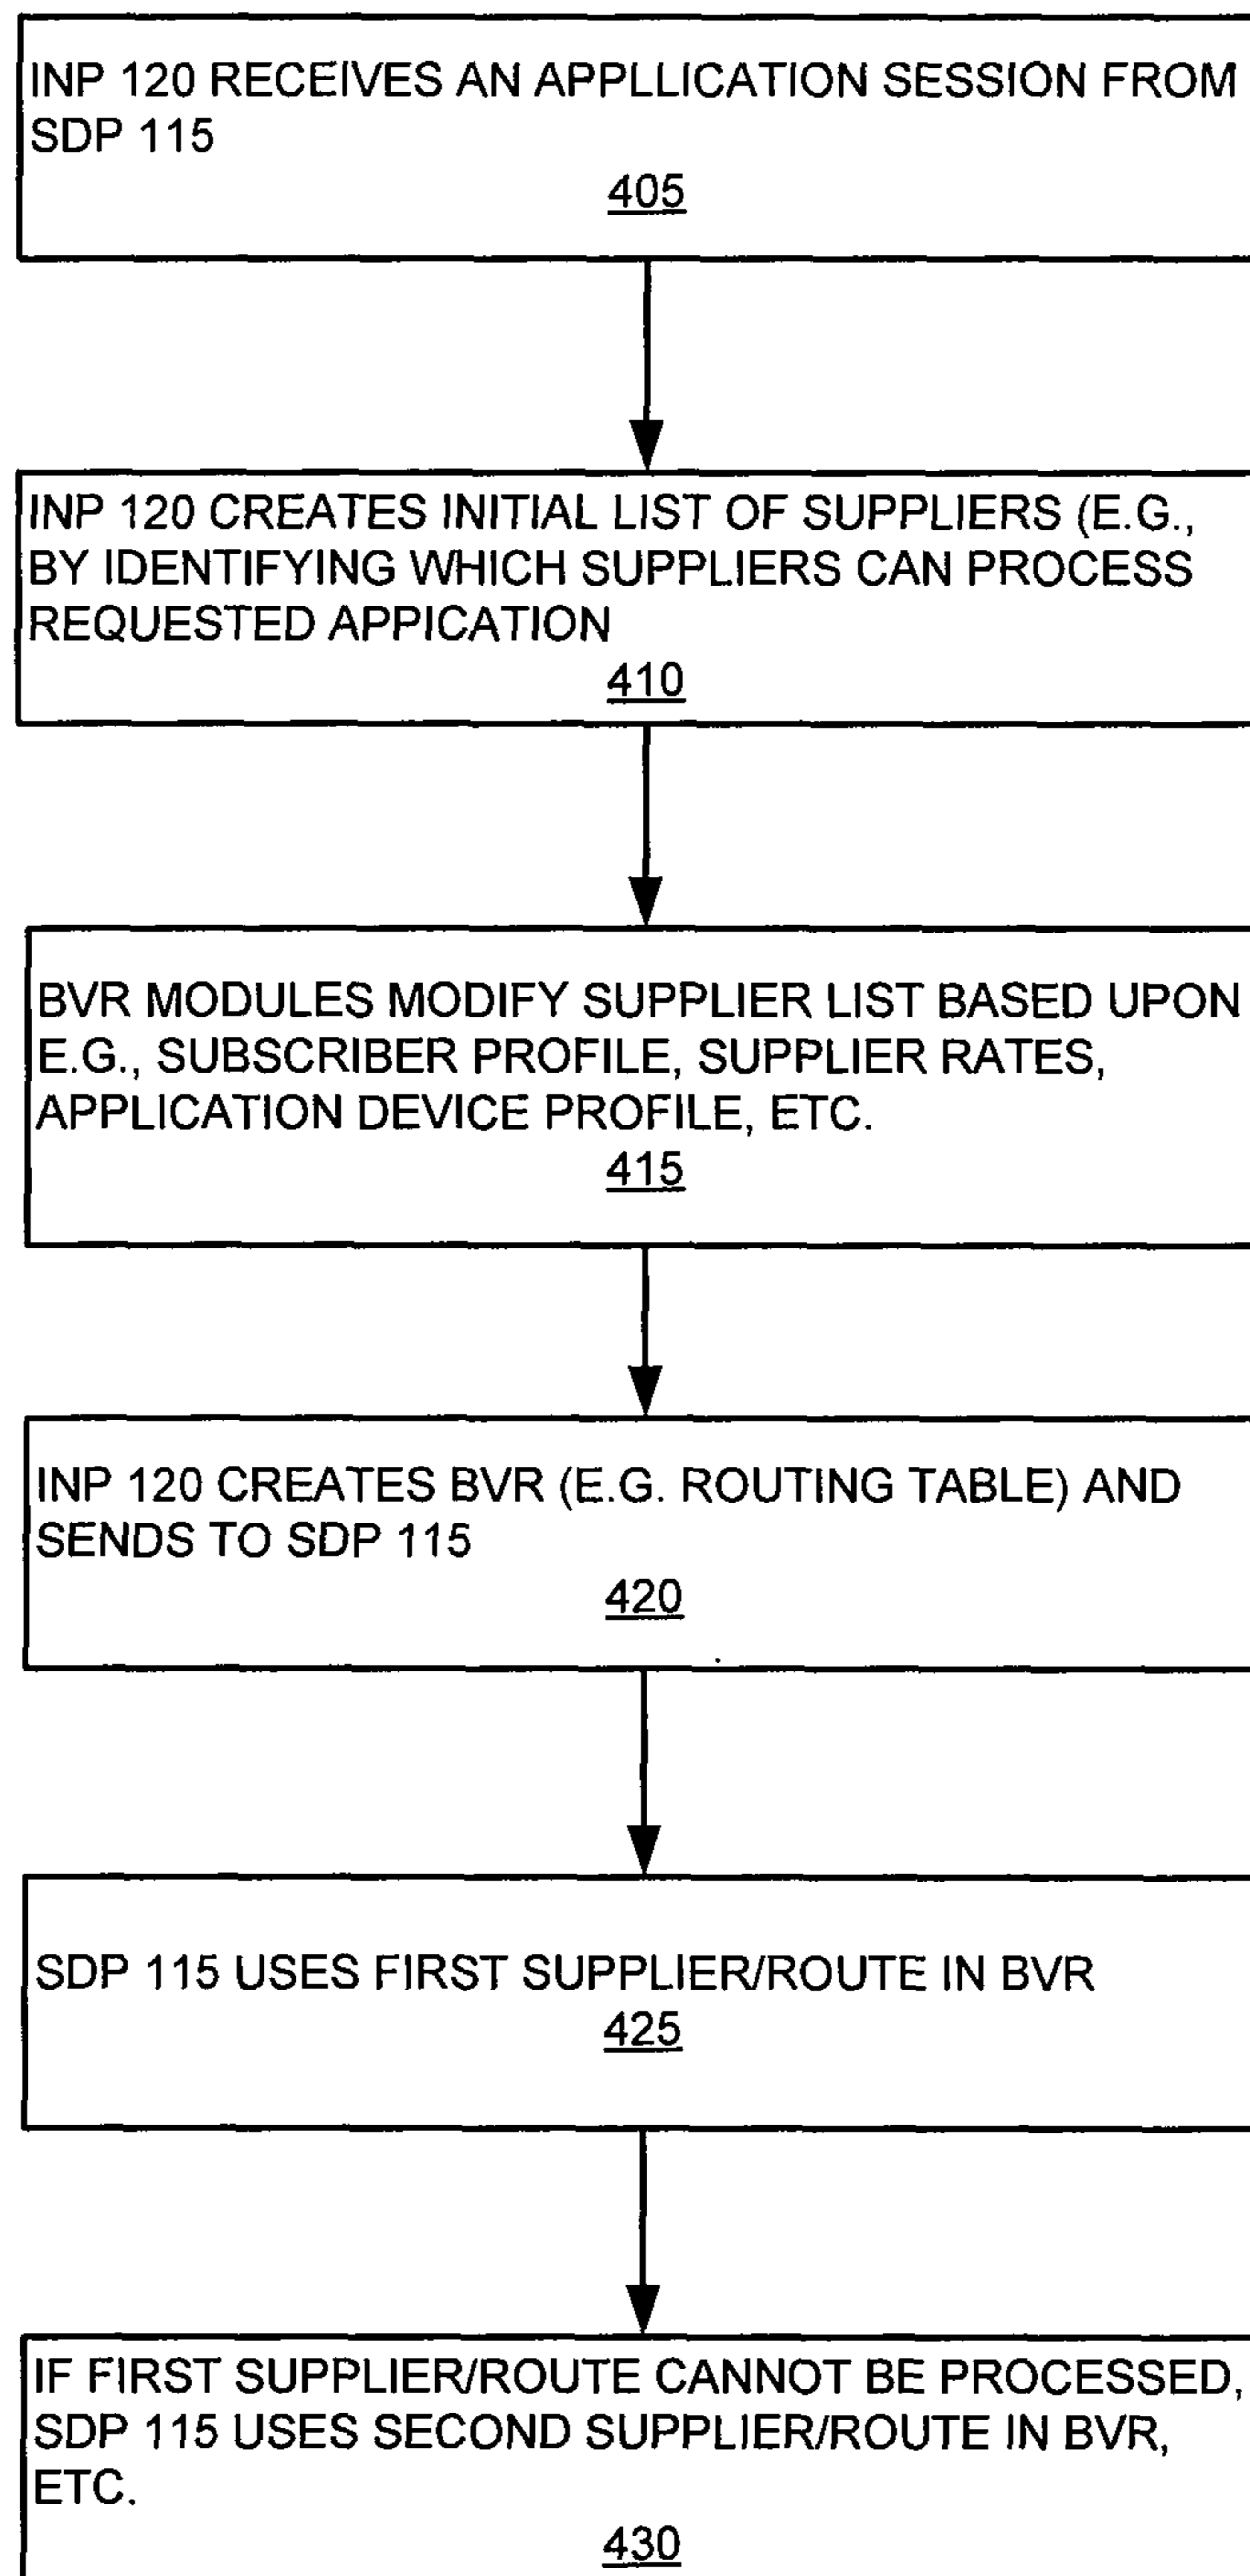 INP 120 RECEIVES AN APPLLICATION SESSION FROM
SDP 115
405
INP 120 CREATES INITIAL LIST OF SUPPLIERS (E.G.,
BY IDENTIFYING WHICH SUPPLIERS CAN PROCESS
REQUESTED APPICATION
410
BVR MODULES MODIFY SUPPLIER LIST BASED UPON
E.G., SUBSCRIBER PROFILE, SUPPLIER RATES,
APPLICATION DEVICE PROFILE, ETC.
415
INP 120 CREATES BVR (E.G. ROUTING TABLE) AND
SENDS TO SDP 115
420
SDP 115 USES FIRST SUPPLIER/ROUTE IN BVR
425
IF FIRST SUPPLIER/ROUTE CANNOT BE PROCESSED,
SDP 115 USES SECOND SUPPLIER/ROUTE IN BVR,
ETC.
430